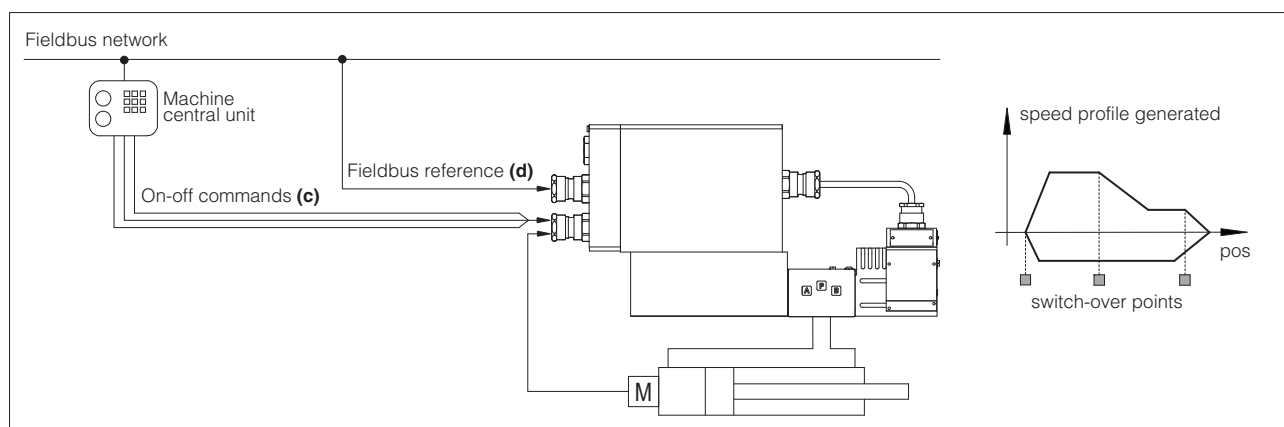 Fieldbus network
Machine
central unit
Fieldbus reference (d)
On-off commands (c)
A P B
M
speed profile generated
pos
switch-over points